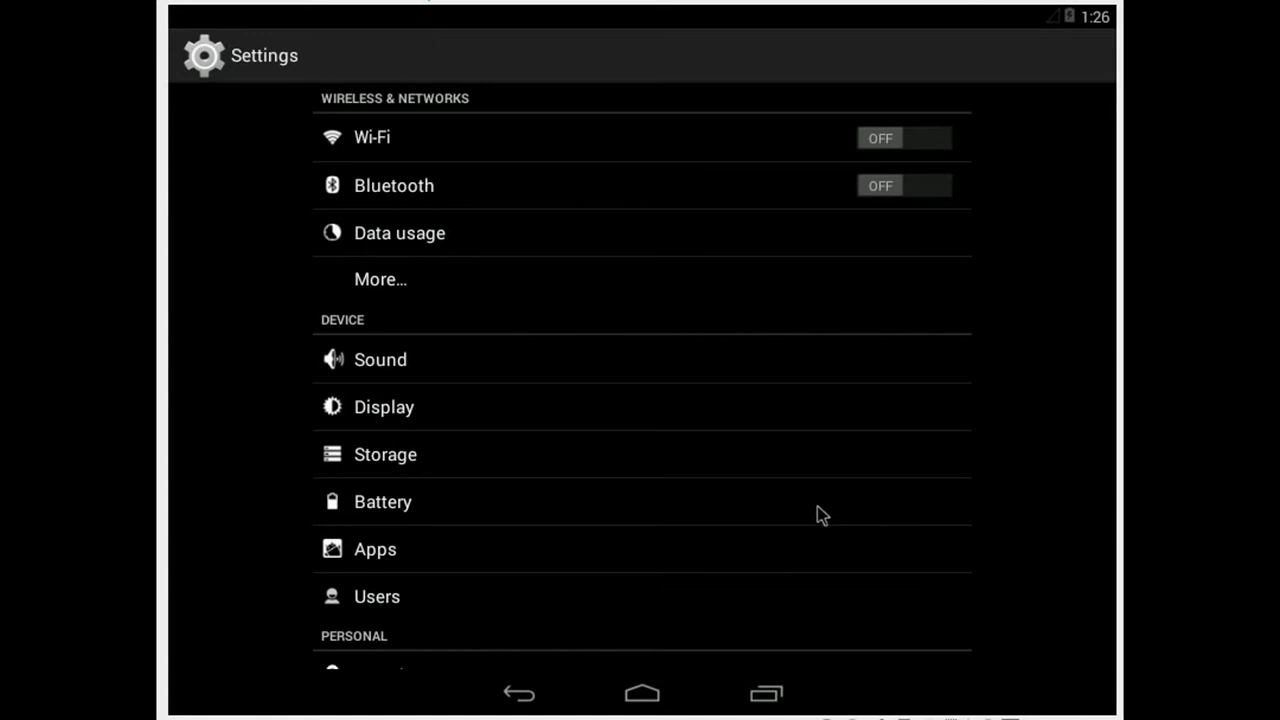 1:26
Settings
WIRELESS & NETWORKS
Wi-Fi OFF
Bluetooth OFF
Data usage
More...
DEVICE
Sound
Display
Storage
Battery
Apps
Users
PERSONAL